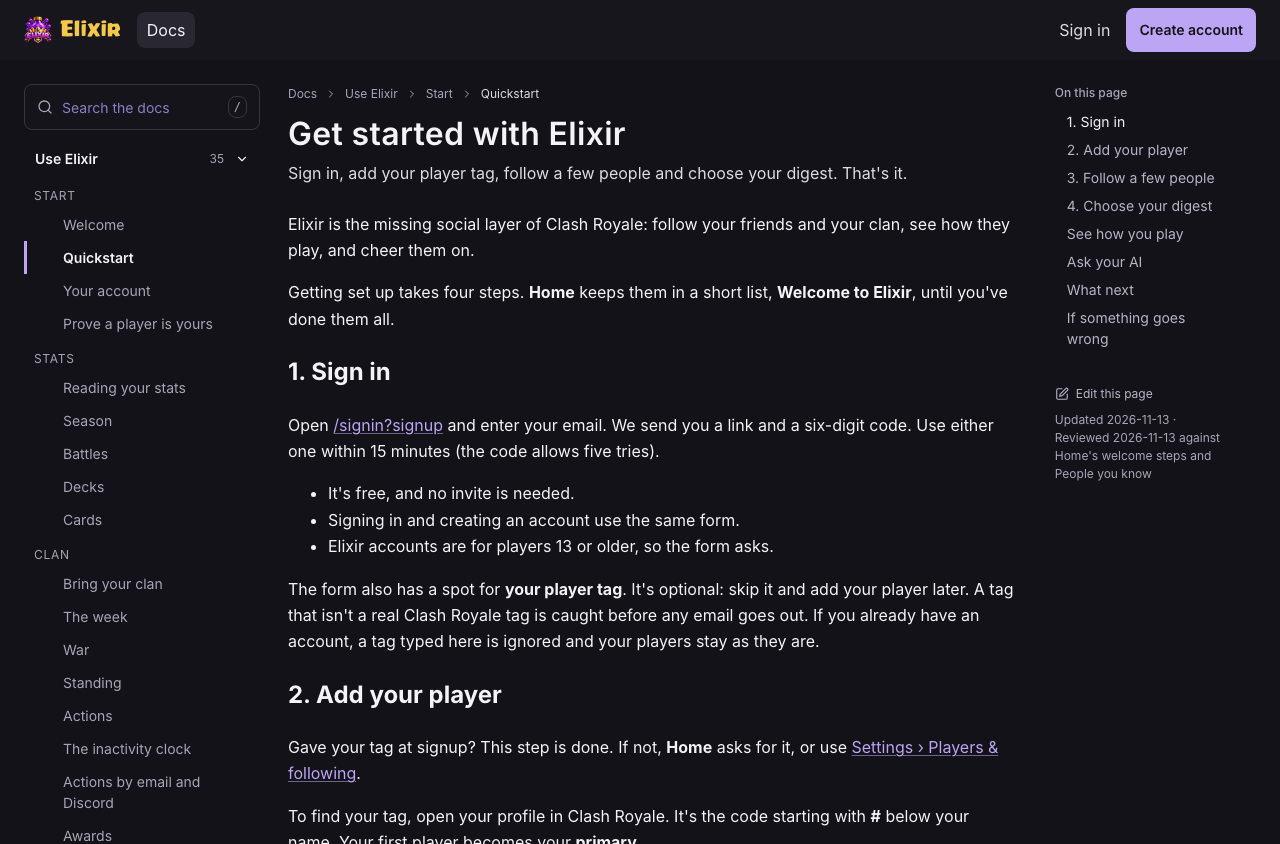 Elixir
Docs
Sign in
Create account
Search the docs
/
Use Elixir
35
START
Welcome
Quickstart
Your account
Prove a player is yours
STATS
Reading your stats
Season
Battles
Decks
Cards
CLAN
Bring your clan
The week
War
Standing
Actions
The inactivity clock
Actions by email and
Discord
Awards
Docs > Use Elixir > Start > Quickstart
Get started with Elixir
Sign in, add your player tag, follow a few people and choose your digest. That's it.
Elixir is the missing social layer of Clash Royale: follow your friends and your clan, see how they
play, and cheer them on.
Getting set up takes four steps. Home keeps them in a short list, Welcome to Elixir, until you've
done them all.
1. Sign in
Open /signin?signup and enter your email. We send you a link and a six-digit code. Use either
one within 15 minutes (the code allows five tries).
• It's free, and no invite is needed.
• Signing in and creating an account use the same form.
• Elixir accounts are for players 13 or older, so the form asks.
The form also has a spot for your player tag. It's optional: skip it and add your player later. A tag
that isn't a real Clash Royale tag is caught before any email goes out. If you already have an
account, a tag typed here is ignored and your players stay as they are.
2. Add your player
Gave your tag at signup? This step is done. If not, Home asks for it, or use Settings › Players &
following.
To find your tag, open your profile in Clash Royale. It's the code starting with # below your
name. Your first player becomes your primary.
On this page
1. Sign in
2. Add your player
3. Follow a few people
4. Choose your digest
See how you play
Ask your AI
What next
If something goes
wrong
Edit this page
Updated 2026-11-13 ·
Reviewed 2026-11-13 against
Home's welcome steps and
People you know